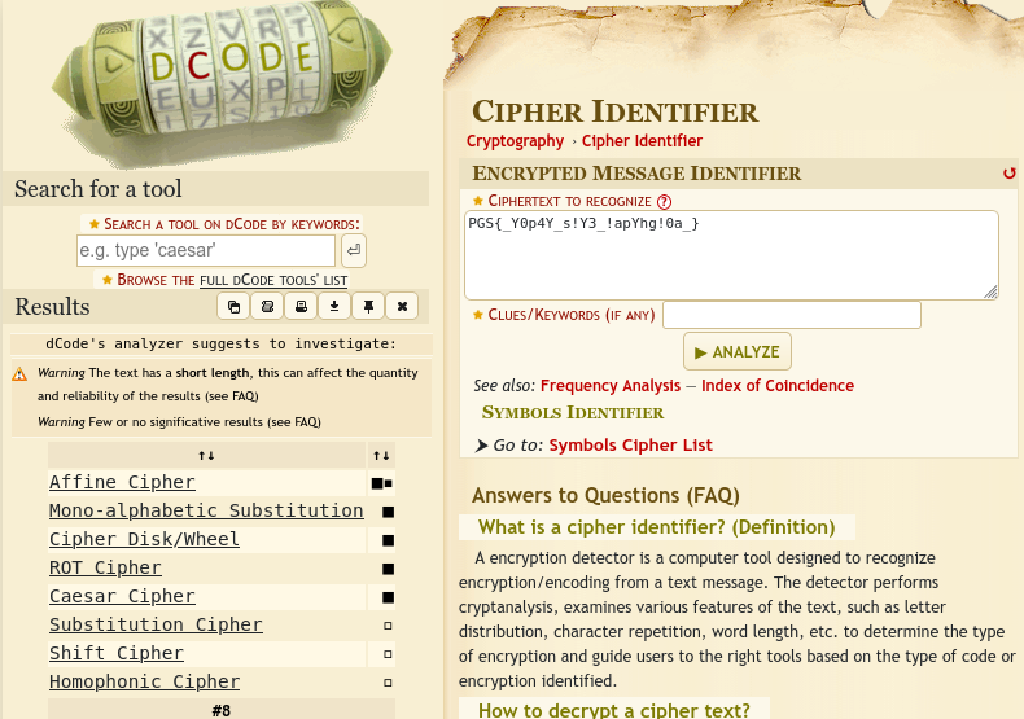 X Z V R T
DCODE
E U X P L
Search for a tool
★ Search a tool on dCode by keywords:
e.g. type 'caesar'
★ Browse the full dCode tools' list
Results
dCode's analyzer suggests to investigate:
Warning The text has a short length, this can affect the quantity
and reliability of the results (see FAQ)
Warning Few or no significative results (see FAQ)
↑↓ ↑↓
Affine Cipher
Mono-alphabetic Substitution
Cipher Disk/Wheel
ROT Cipher
Caesar Cipher
Substitution Cipher
Shift Cipher
Homophonic Cipher
#8
Cipher Identifier
Cryptography › Cipher Identifier
Encrypted Message Identifier
★ Ciphertext to recognize ?
PGS{_Y0p4Y_s!Y3_!apYhg!0a_}
★ Clues/Keywords (if any)
▶ ANALYZE
See also: Frequency Analysis — Index of Coincidence
Symbols Identifier
➤ Go to: Symbols Cipher List
Answers to Questions (FAQ)
What is a cipher identifier? (Definition)
A encryption detector is a computer tool designed to recognize
encryption/encoding from a text message. The detector performs
cryptanalysis, examines various features of the text, such as letter
distribution, character repetition, word length, etc. to determine the type
of encryption and guide users to the right tools based on the type of code or
encryption identified.
How to decrypt a cipher text?